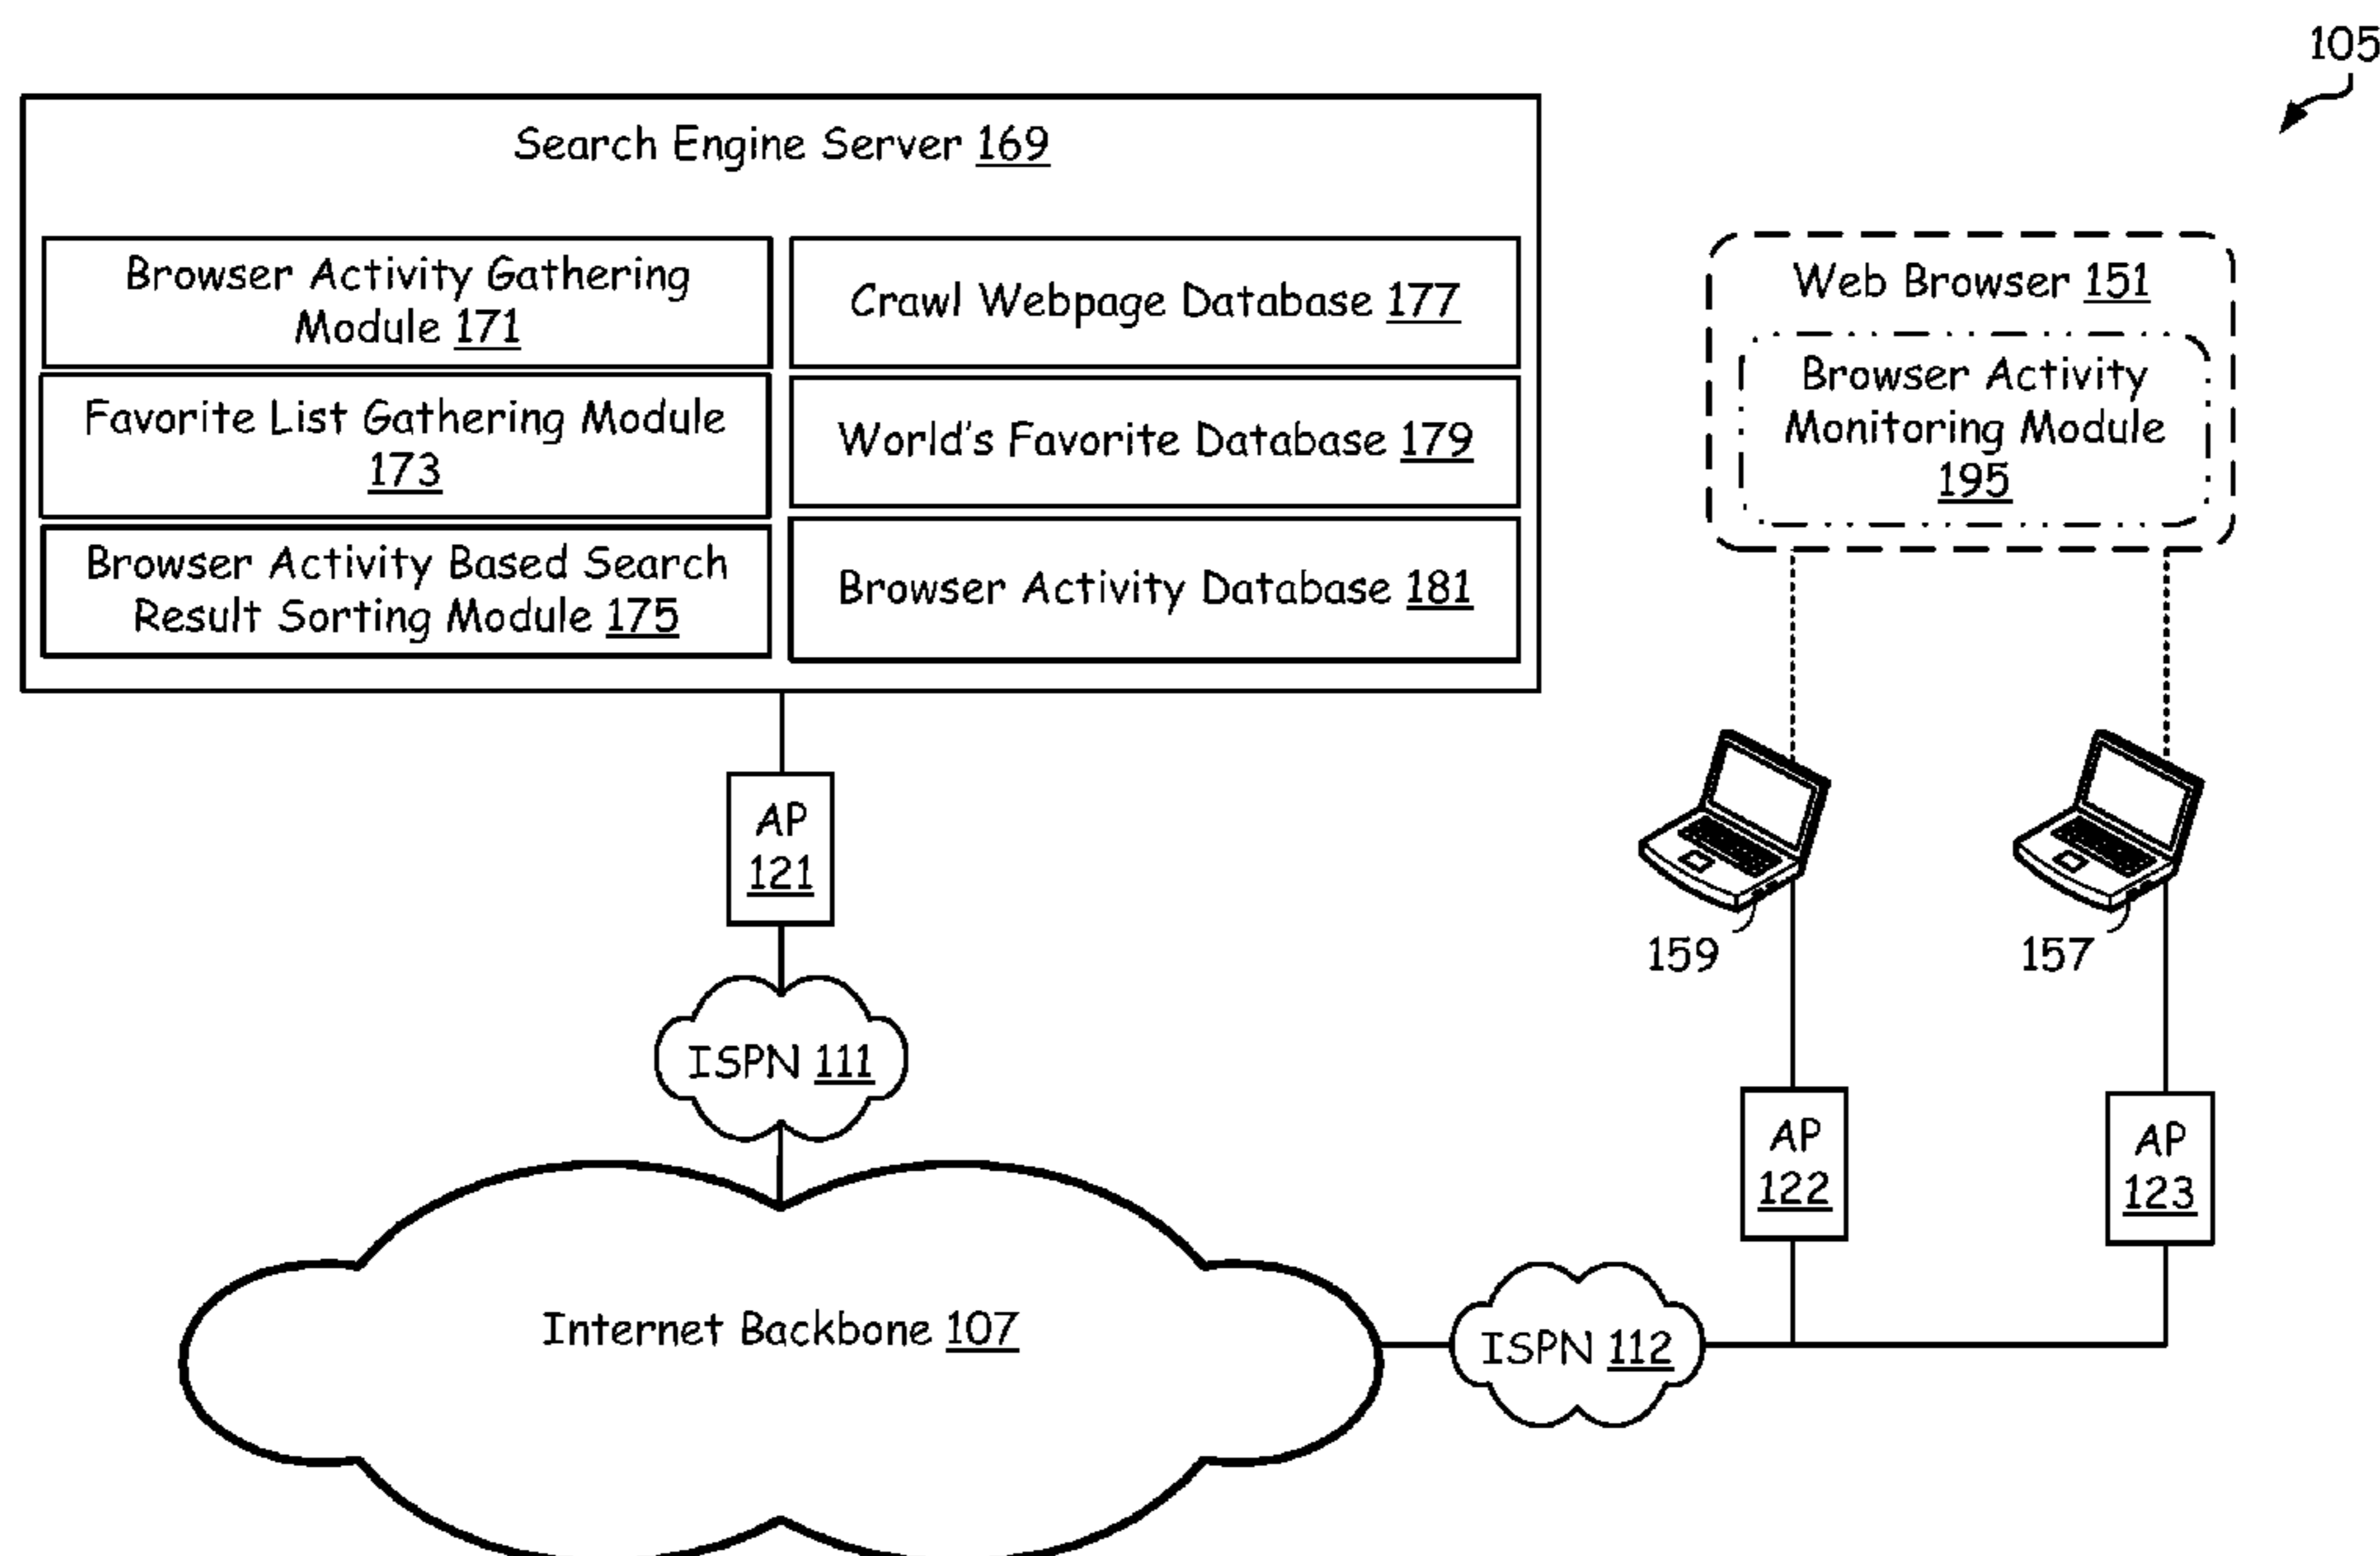 105
Search Engine Server 169
Browser Activity Gathering
Module 171
Favorite List Gathering Module
173
Browser Activity Based Search
Result Sorting Module 175
Crawl Webpage Database 177
World's Favorite Database 179
Browser Activity Database 181
Web Browser 151
Browser Activity
Monitoring Module
195
AP
121
159
157
ISPN 111
AP
122
AP
123
Internet Backbone 107
ISPN 112